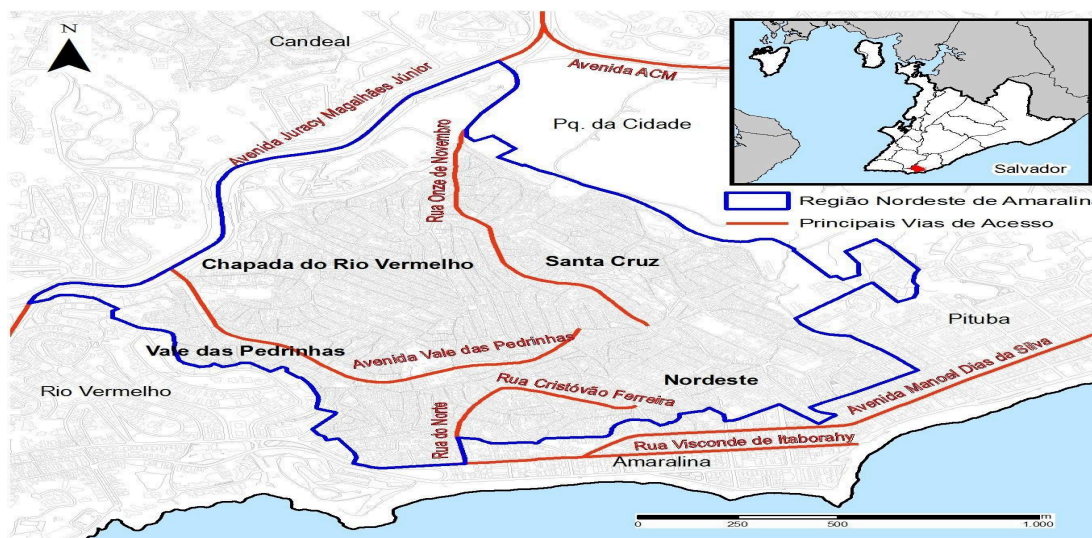 N
Candeal
Avenida ACM
Avenida Juracy Magalhães Júnior
Pq. da Cidade
Rua Onze de Novembro
Salvador
Região Nordeste de Amaralin
Principais Vias de Acesso
Chapada do Rio Vermelho
Santa Cruz
Pituba
Vale das Pedrinhas
Avenida Vale das Pedrinhas
Rio Vermelho
Rua Cristóvão Ferreira
Nordeste
Avenida Manoel Dias da Silva
Rua do Norte
Rua Visconde de Itaborahy
Amaralina
m
0 250 500 1.000